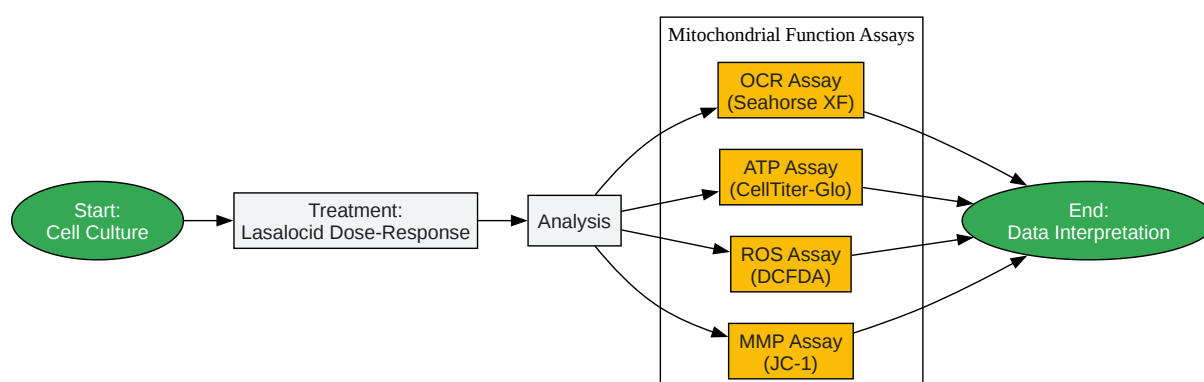 Start:
Cell Culture
Treatment:
Lasalocid Dose-Response
Analysis
Mitochondrial Function Assays
OCR Assay
(Seahorse XF)
ATP Assay
(CellTiter-Glo)
ROS Assay
(DCFDA)
MMP Assay
(JC-1)
End:
Data Interpretation